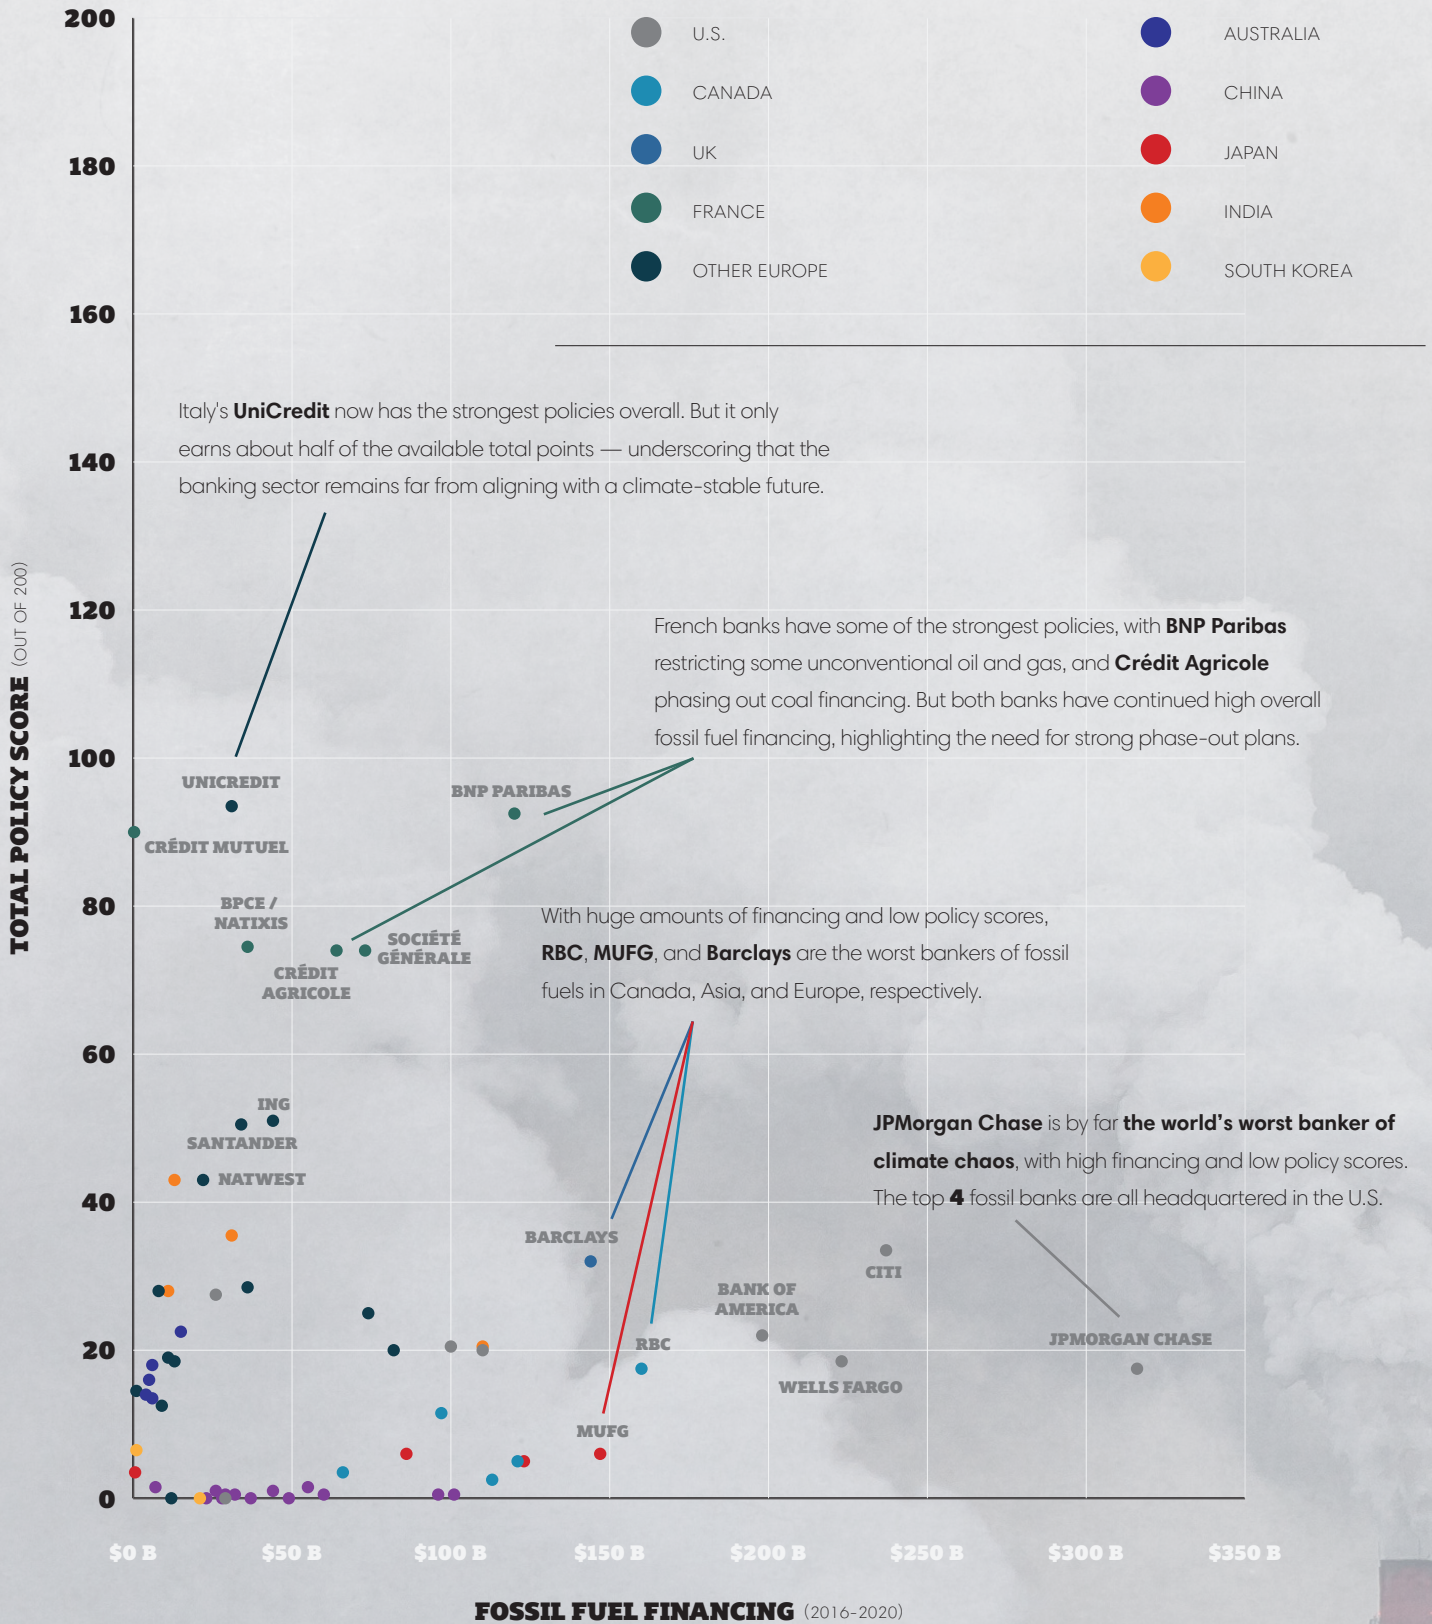 200
180
160
140
120
100
80
60
40
20
0
TOTAL POLICY SCORE (OUT OF 200)
U.S.
CANADA
UK
FRANCE
OTHER EUROPE
AUSTRALIA
CHINA
JAPAN
INDIA
SOUTH KOREA
Italy's UniCredit now has the strongest policies overall. But it only
earns about half of the available total points — underscoring that the
banking sector remains far from aligning with a climate-stable future.
French banks have some of the strongest policies, with BNP Paribas
restricting some unconventional oil and gas, and Crédit Agricole
phasing out coal financing. But both banks have continued high overall
fossil fuel financing, highlighting the need for strong phase-out plans.
UNICREDIT
BNP PARIBAS
CRÉDIT MUTUEL
BPCE /
NATIXIS
CRÉDIT
AGRICOLE
SOCIÉTÉ
GÉNÉRALE
With huge amounts of financing and low policy scores,
RBC, MUFG, and Barclays are the worst bankers of fossil
fuels in Canada, Asia, and Europe, respectively.
ING
SANTANDER
NATWEST
JPMorgan Chase is by far the world's worst banker of
climate chaos, with high financing and low policy scores.
The top 4 fossil banks are all headquartered in the U.S.
BARCLAYS
CITI
BANK OF
AMERICA
RBC
JPMORGAN CHASE
WELLS FARGO
MUFG
$0 B
$50 B
$100 B
$150 B
$200 B
$250 B
$300 B
$350 B
FOSSIL FUEL FINANCING (2016-2020)